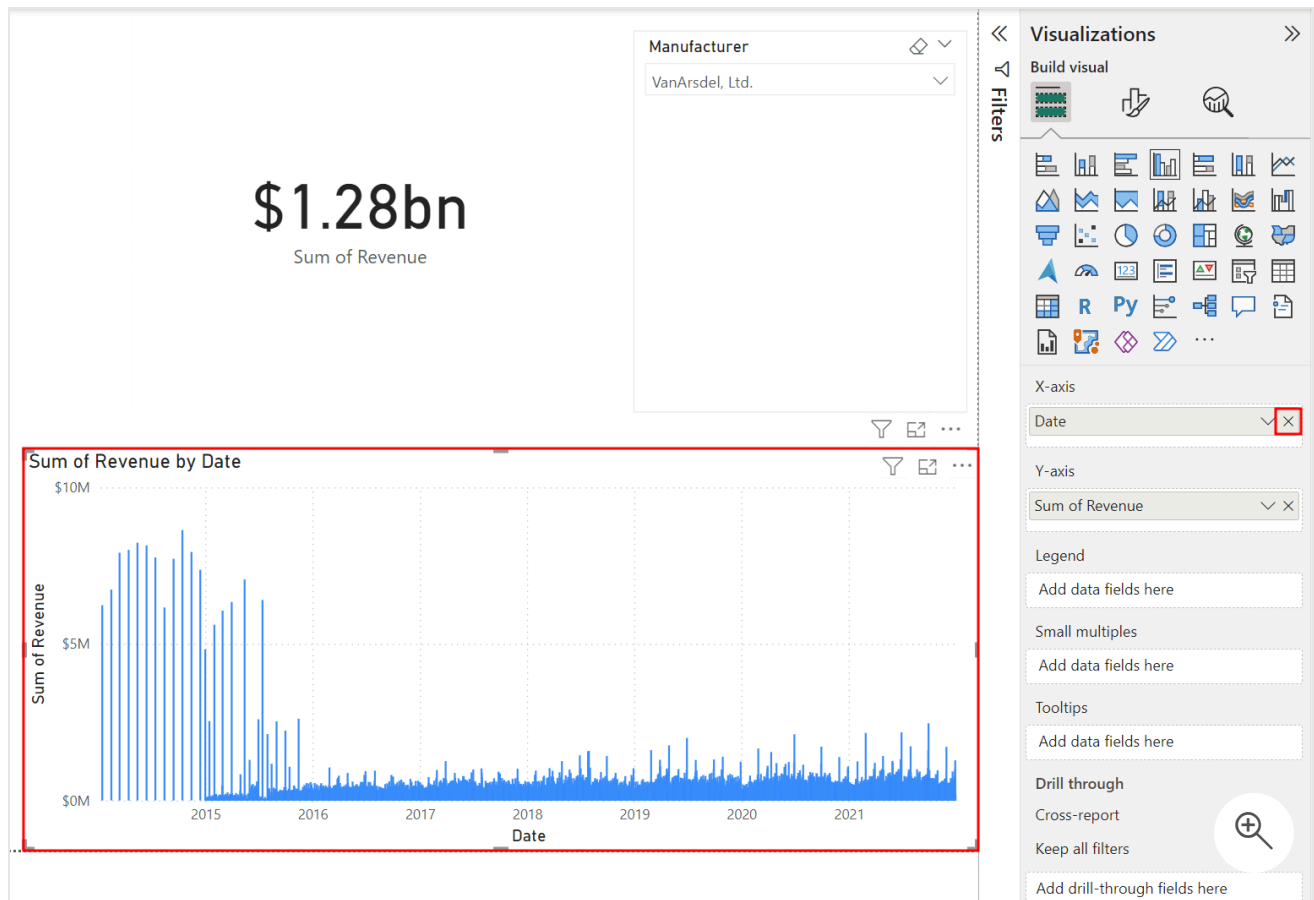 Manufacturer
VanArsdel, Ltd.
$1.28bn
Sum of Revenue
Sum of Revenue by Date
$10M
$5M
$0M
Sum of Revenue
2015 2016 2017 2018 2019 2020 2021
Date
Filters
Visualizations
Build visual
123
R Py
X-axis
Date
Y-axis
Sum of Revenue
Legend
Add data fields here
Small multiples
Add data fields here
Tooltips
Add data fields here
Drill through
Cross-report
Keep all filters
Add drill-through fields here